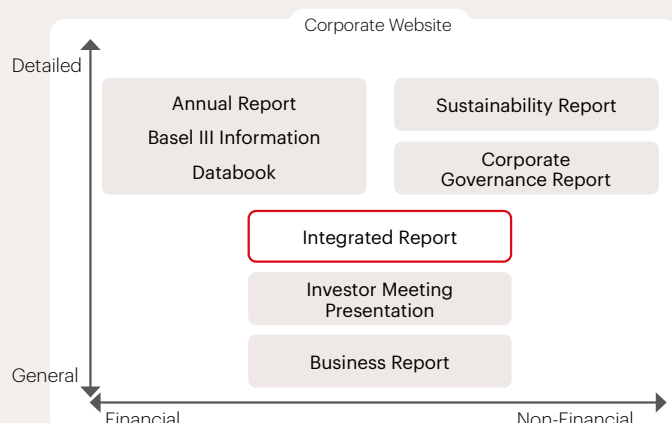 Corporate Website
Detailed
Annual Report
Basel III Information
Databook
Sustainability Report
Corporate
Governance Report
Integrated Report
Investor Meeting
Presentation
Business Report
General
Financial
Non-Financial